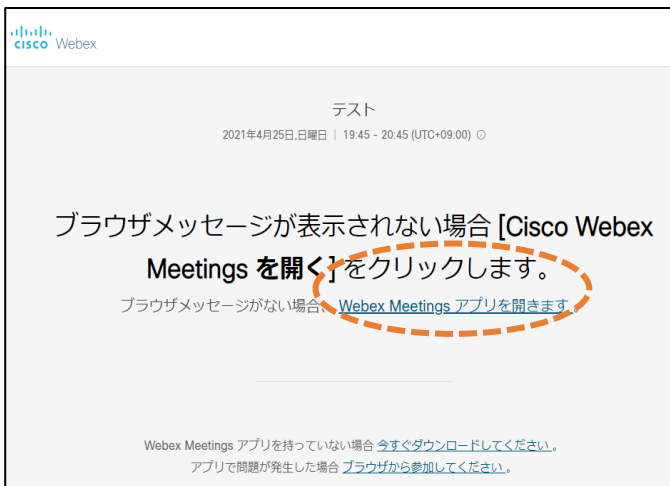 CISCO Webex
テスト
2021年4月25日,日曜日 | 19:45 - 20:45 (UTC+09:00)
ブラウザメッセージが表示されない場合 [Cisco Webex
Meetings を開く] をクリックします。
ブラウザメッセージがない場合、 Webex Meetings アプリを開きます 。
Webex Meetings アプリを持っていない場合 今すぐダウンロードしてください 。
アプリで問題が発生した場合 ブラウザから参加してください 。